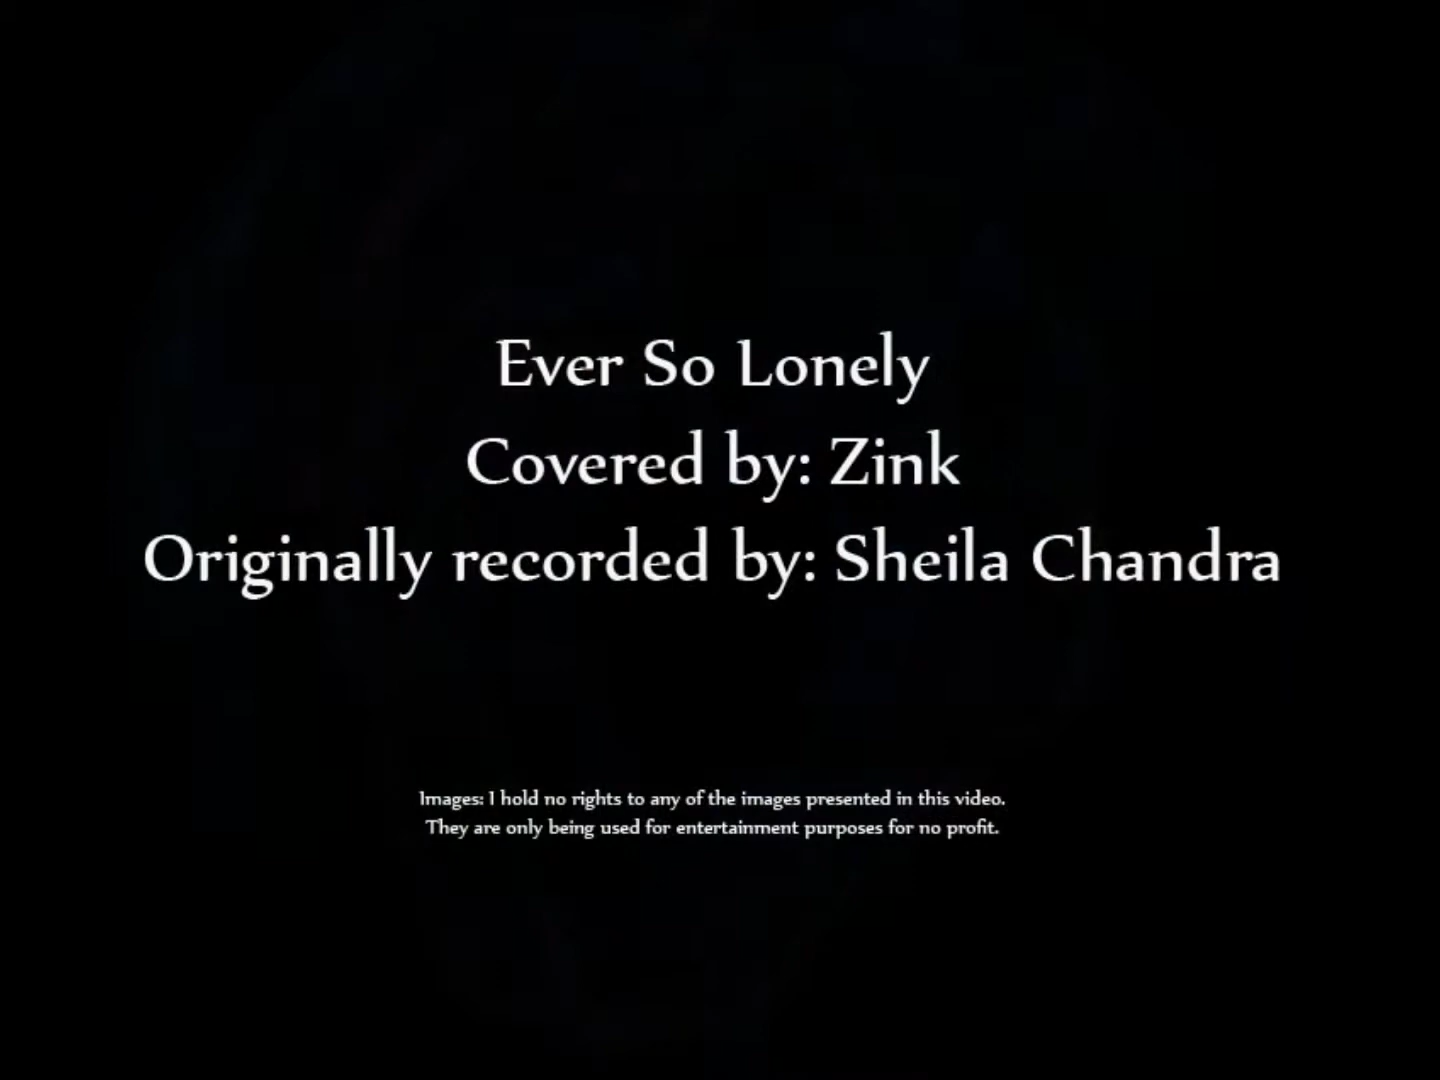 Ever So Lonely
Covered by: Zink
Originally recorded by: Sheila Chandra
Images: I hold no rights to any of the images presented in this video.
They are only being used for entertainment purposes for no profit.